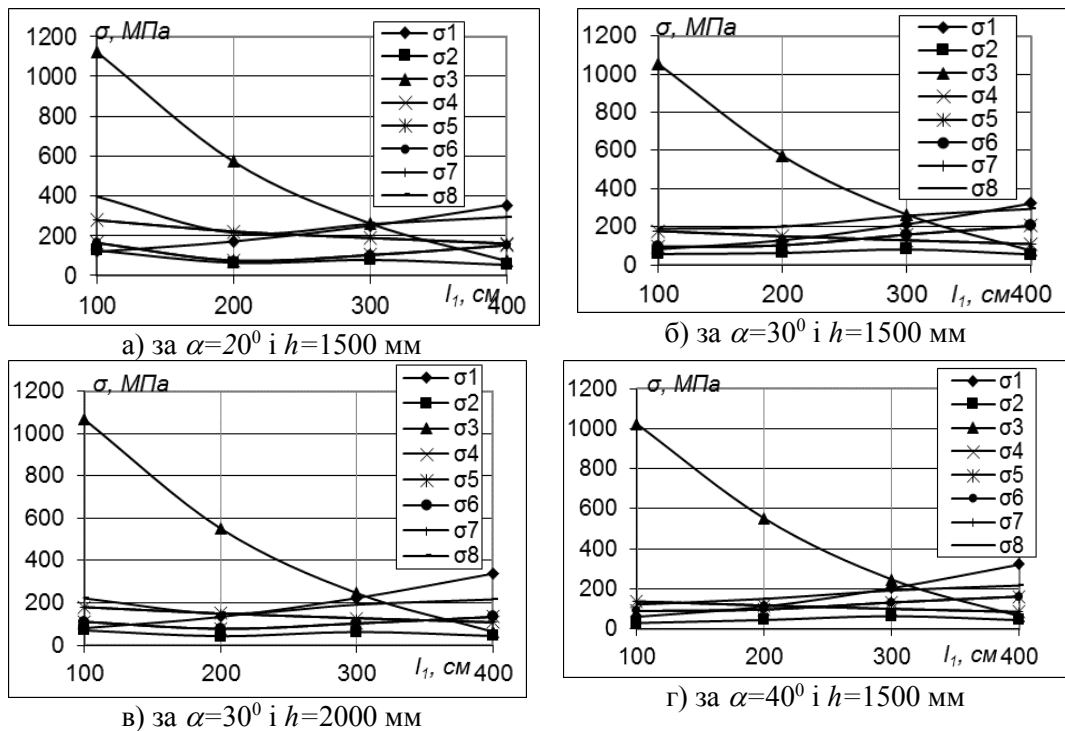 σ, МПа
1200
1000
800
600
400
200
0
100
200
300
400
l₁, см
σ1
σ2
σ3
σ4
σ5
σ6
σ7
σ8
а) за α=20⁰ і h=1500 мм
σ, МПа
1200
1000
800
600
400
200
0
100
200
300
400
l₁, см
σ1
σ2
σ3
σ4
σ5
σ6
σ7
σ8
б) за α=30⁰ і h=1500 мм
σ, МПа
1200
1000
800
600
400
200
0
100
200
300
400
l₁, см
σ1
σ2
σ3
σ4
σ5
σ6
σ7
σ8
в) за α=30⁰ і h=2000 мм
σ, МПа
1200
1000
800
600
400
200
0
100
200
300
400
l₁, см
σ1
σ2
σ3
σ4
σ5
σ6
σ7
σ8
г) за α=40⁰ і h=1500 мм